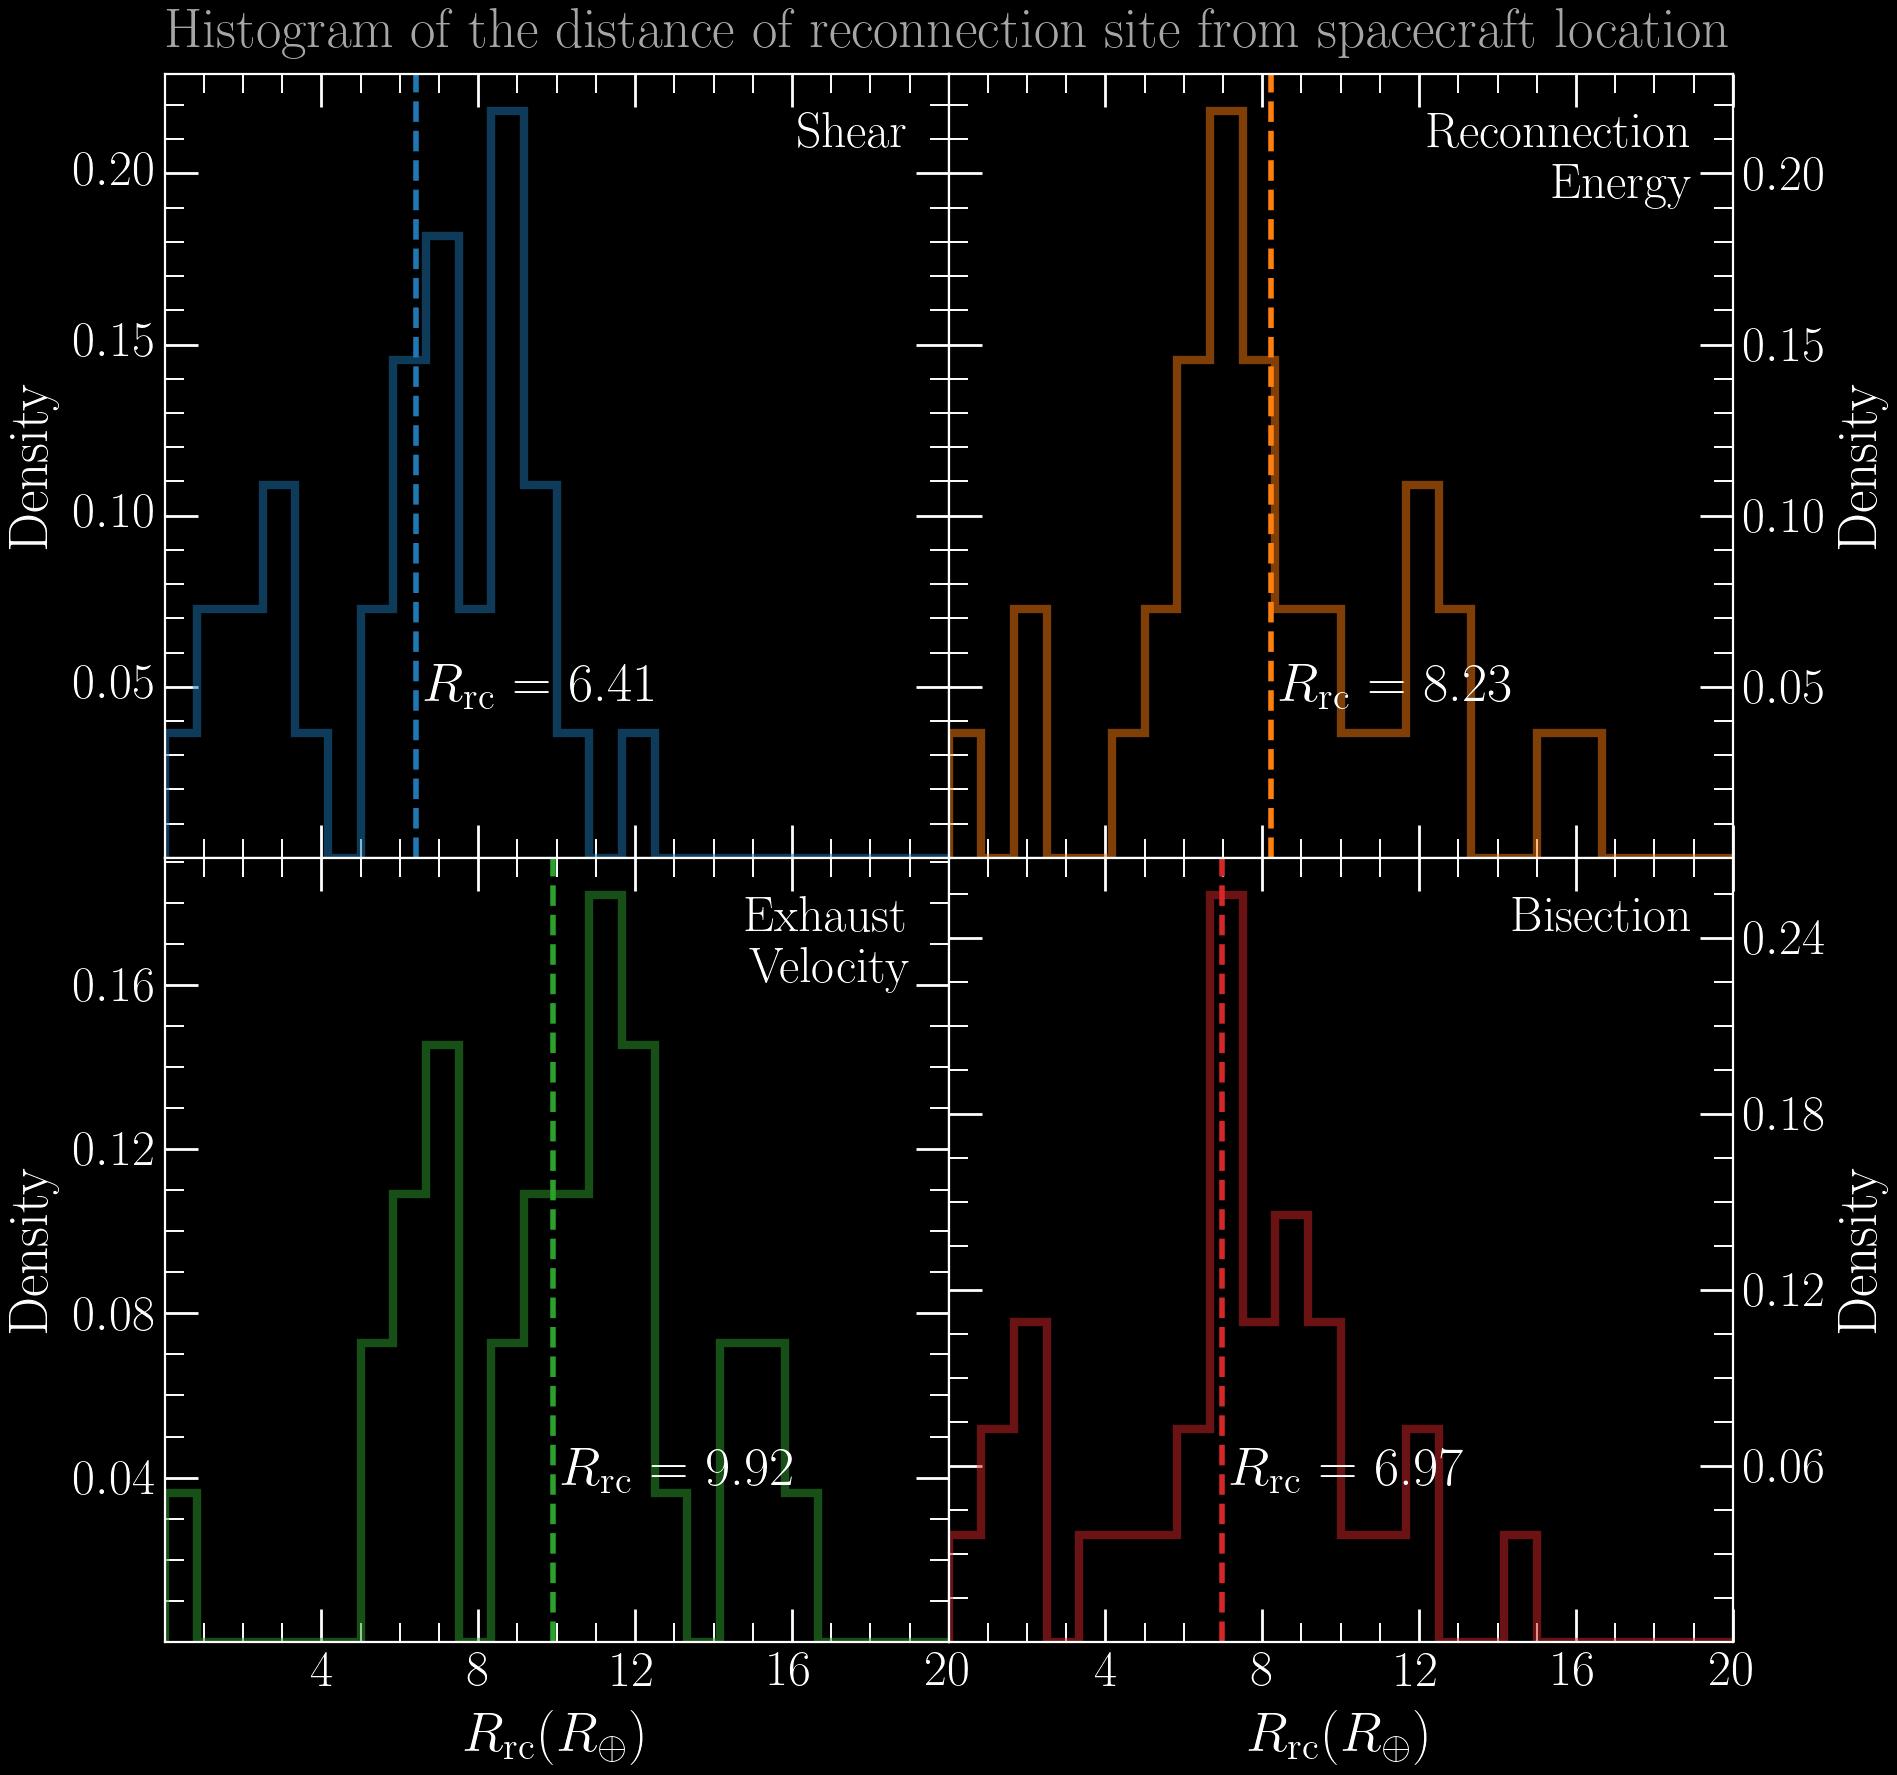 Histogram of the distance of reconnection site from spacecraft location
Shear
Reconnection
Energy
0.20
0.15
0.10
0.05
Density
R_rc = 6.41
R_rc = 8.23
0.20
0.15
0.10
0.05
Density
Exhaust
Velocity
Bisection
0.16
0.12
0.08
0.04
Density
R_rc = 9.92
R_rc = 6.97
0.24
0.18
0.12
0.06
Density
4 8 12 16 20 4 8 12 16 20
R_rc(R_⊕) R_rc(R_⊕)